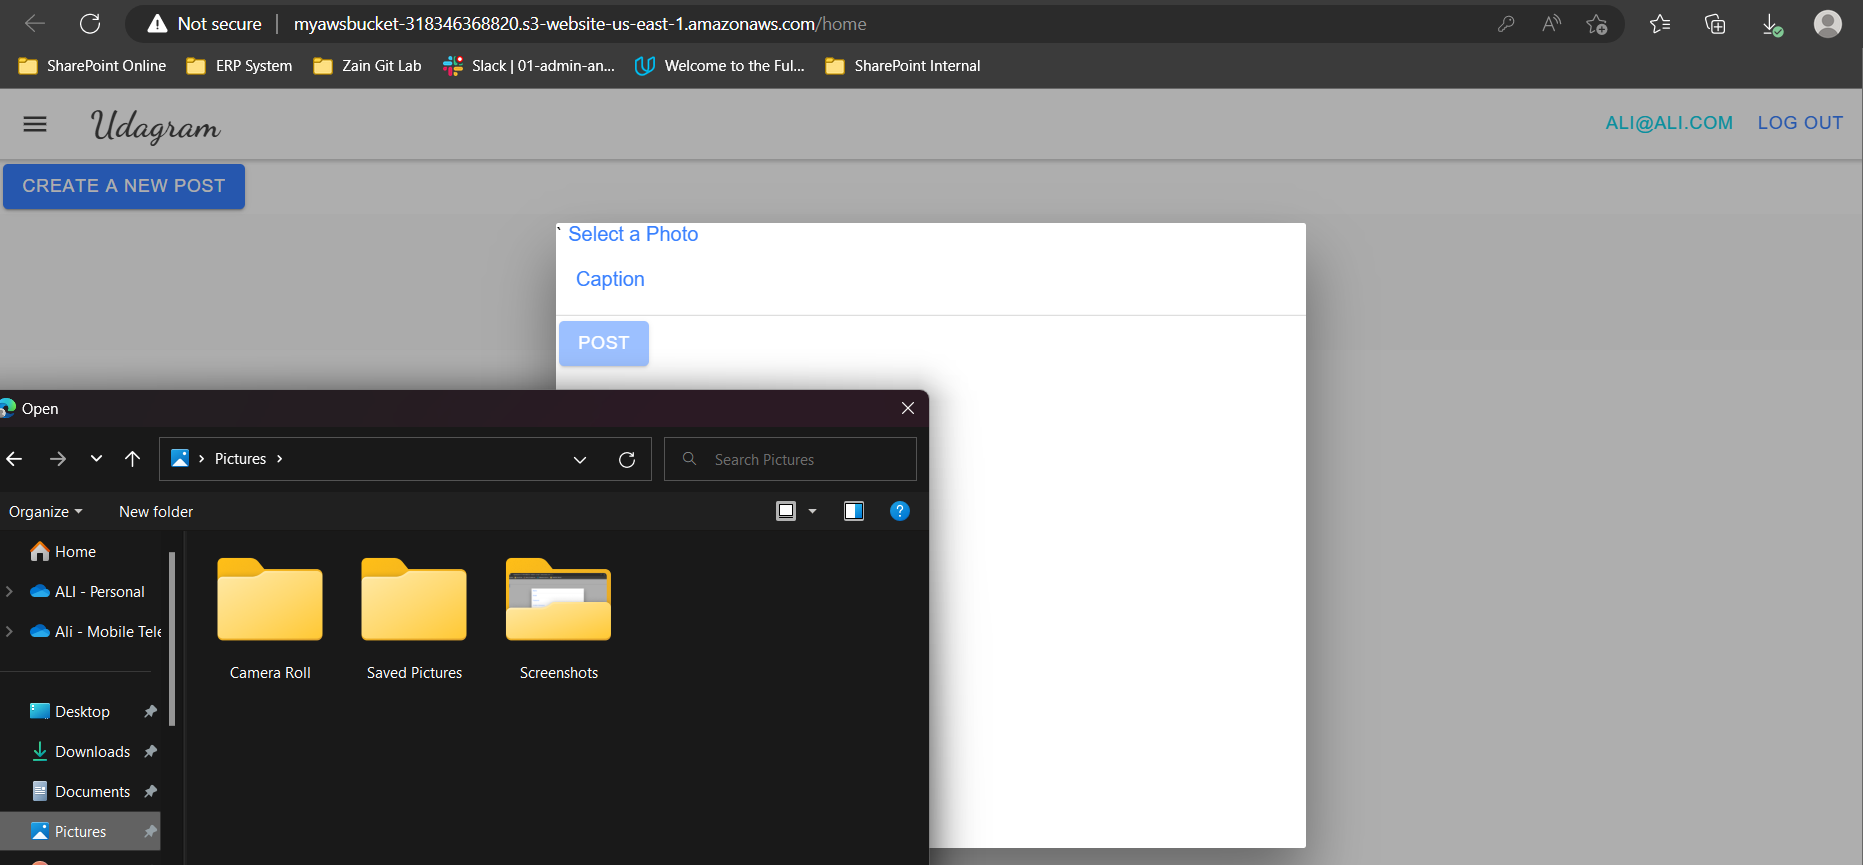 Not secure | myawsbucket-318346368820.s3-website-us-east-1.amazonaws.com/home
SharePoint Online ERP System Zain Git Lab Slack | 01-admin-an... Welcome to the Ful... SharePoint Internal
Udagram ALI@ALI.COM LOG OUT
CREATE A NEW POST
` Select a Photo
Caption
POST
Open
Pictures Search Pictures
Organize New folder
Home
ALI - Personal
Ali - Mobile Tele
Camera Roll Saved Pictures Screenshots
Desktop
Downloads
Documents
Pictures